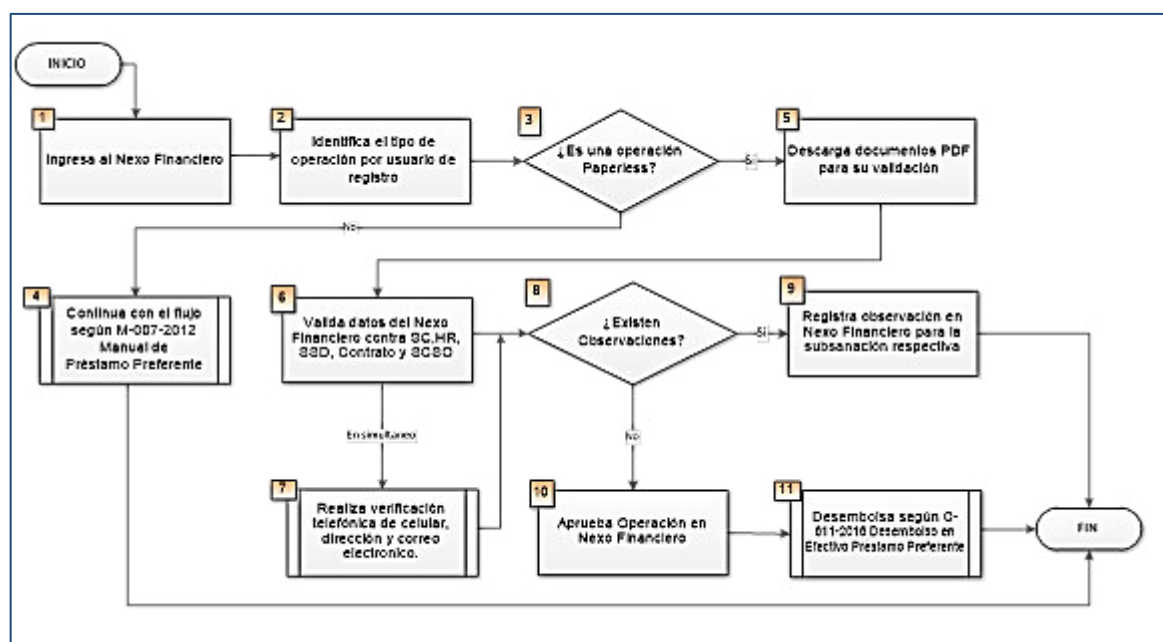 INICIO
1
Ingresa al Nexo Financiero
2
Identifica el tipo de
operación por usuario de
registro
3
¿Es una operación
Paperless?
Si
5
Descarga documentos PDF
para su validación
No
4
Continua con el flujo
según M-087-2012
Manual de
Préstamo Preferente
6
Valida datos del Nexo
Financiero contra SC,HR,
SSD, Contrato y
8
¿Existen
Observaciones?
Si
9
Registra observación en
Nexo Financiero para la
subsanación respectiva
En simultaneo
No
7
Realiza verificación
telefónica de celular,
dirección y correo
electronico.
10
Aprueba Operación en
Nexo Financiero
11
Desembolsa según
Desembolso en
Efectivo Prestamo Preferente
FIN